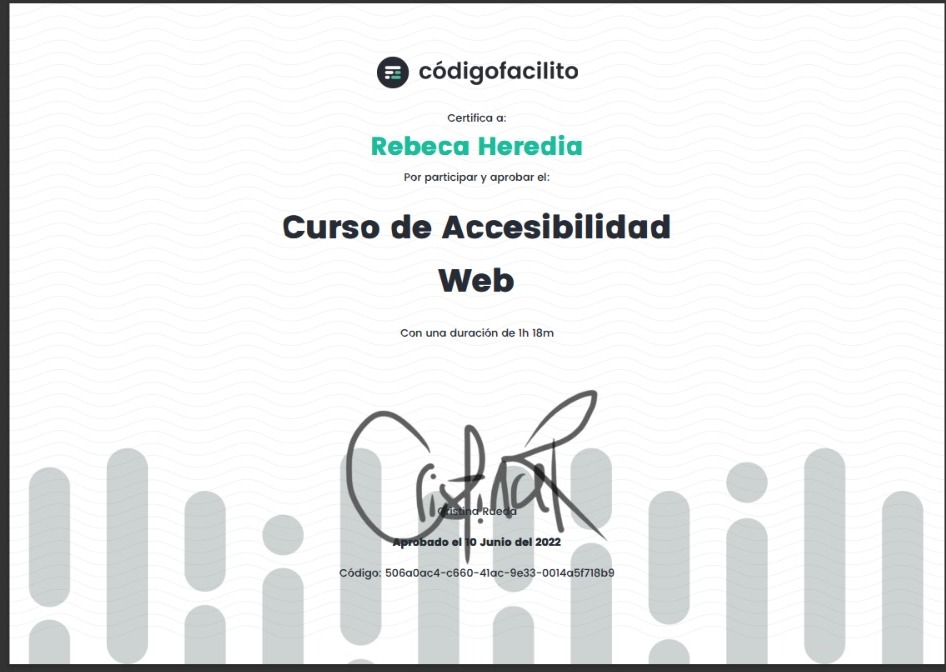 códigofacilito
Certifica a:
Rebeca Heredia
Por participar y aprobar el:
Curso de Accesibilidad
Web
Con una duración de 1h 18m
CristinaR
Cristina Rueda
Aprobado el 10 Junio del 2022
Código: 506a0ac4-c660-41ac-9e33-0014a5f718b9